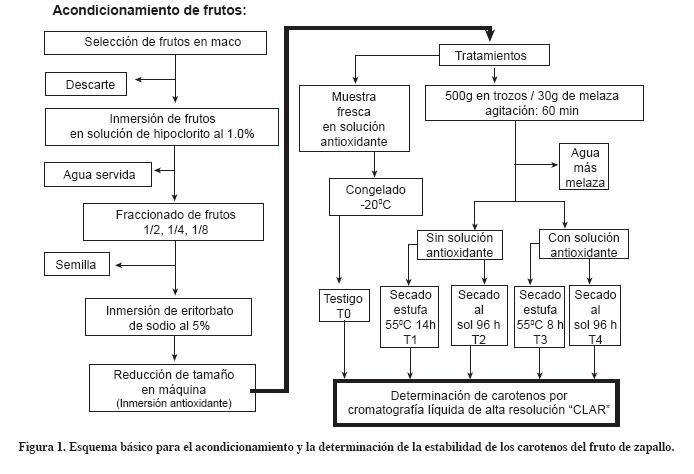 Acondicionamiento de frutos:
Selección de frutos en maco
Descarte
Inmersión de frutos
en solución de hipoclorito al 1.0%
Agua servida
Fraccionado de frutos
1/2, 1/4, 1/8
Semilla
Inmersión de eritorbato
de sodio al 5%
Reducción de tamaño
en máquina
(Inmersión antioxidante)
Tratamientos
Muestra
fresca
en solución
antioxidante
500g en trozos / 30g de melaza
agitación: 60 min
Agua
más
melaza
Congelado
-20⁰C
Sin solución
antioxidante
Con solución
antioxidante
Testigo
T0
Secado
estufa
55⁰C 14h
T1
Secado
al
sol 96 h
T2
Secado
estufa
55⁰C 8 h
T3
Secado
al
sol 96 h
T4
Determinación de carotenos por
cromatografía líquida de alta resolución “CLAR”
Figura 1. Esquema básico para el acondicionamiento y la determinación de la estabilidad de los carotenos del fruto de zapallo.